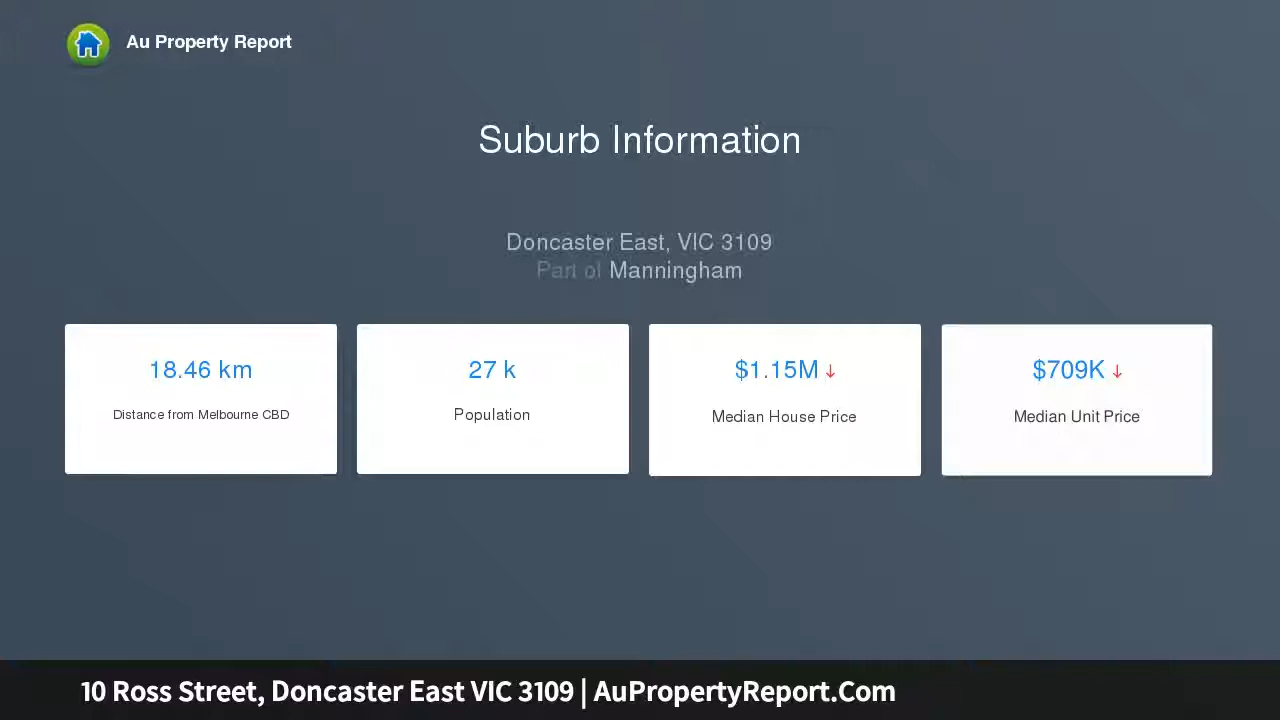 Au Property Report
Suburb Information
Doncaster East, VIC 3109
Part of Manningham
18.46 km
Distance from Melbourne CBD
27 k
Population
$1.15M ↓
Median House Price
$709K ↓
Median Unit Price
10 Ross Street, Doncaster East VIC 3109 | AuPropertyReport.Com